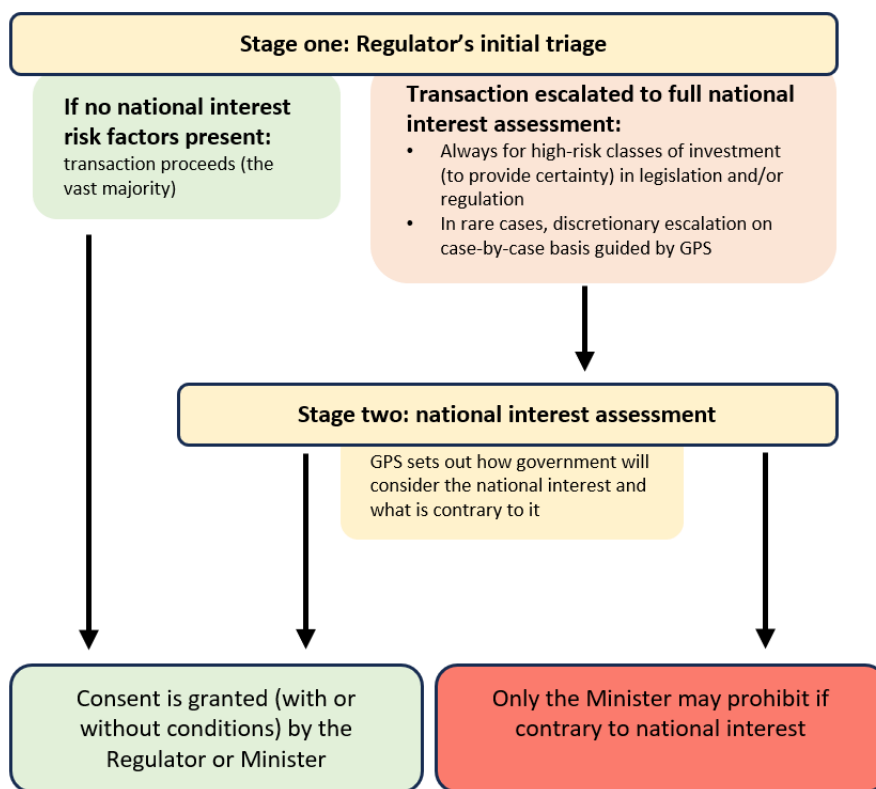 Stage one: Regulator's initial triage
If no national interest
risk factors present:
transaction proceeds (the
vast majority)
Transaction escalated to full national
interest assessment:
• Always for high-risk classes of investment
(to provide certainty) in legislation and/or
regulation
• In rare cases, discretionary escalation on
case-by-case basis guided by GPS
Stage two: national interest assessment
GPS sets out how government will
consider the national interest and
what is contrary to it
Consent is granted (with or
without conditions) by the
Regulator or Minister
Only the Minister may prohibit if
contrary to national interest